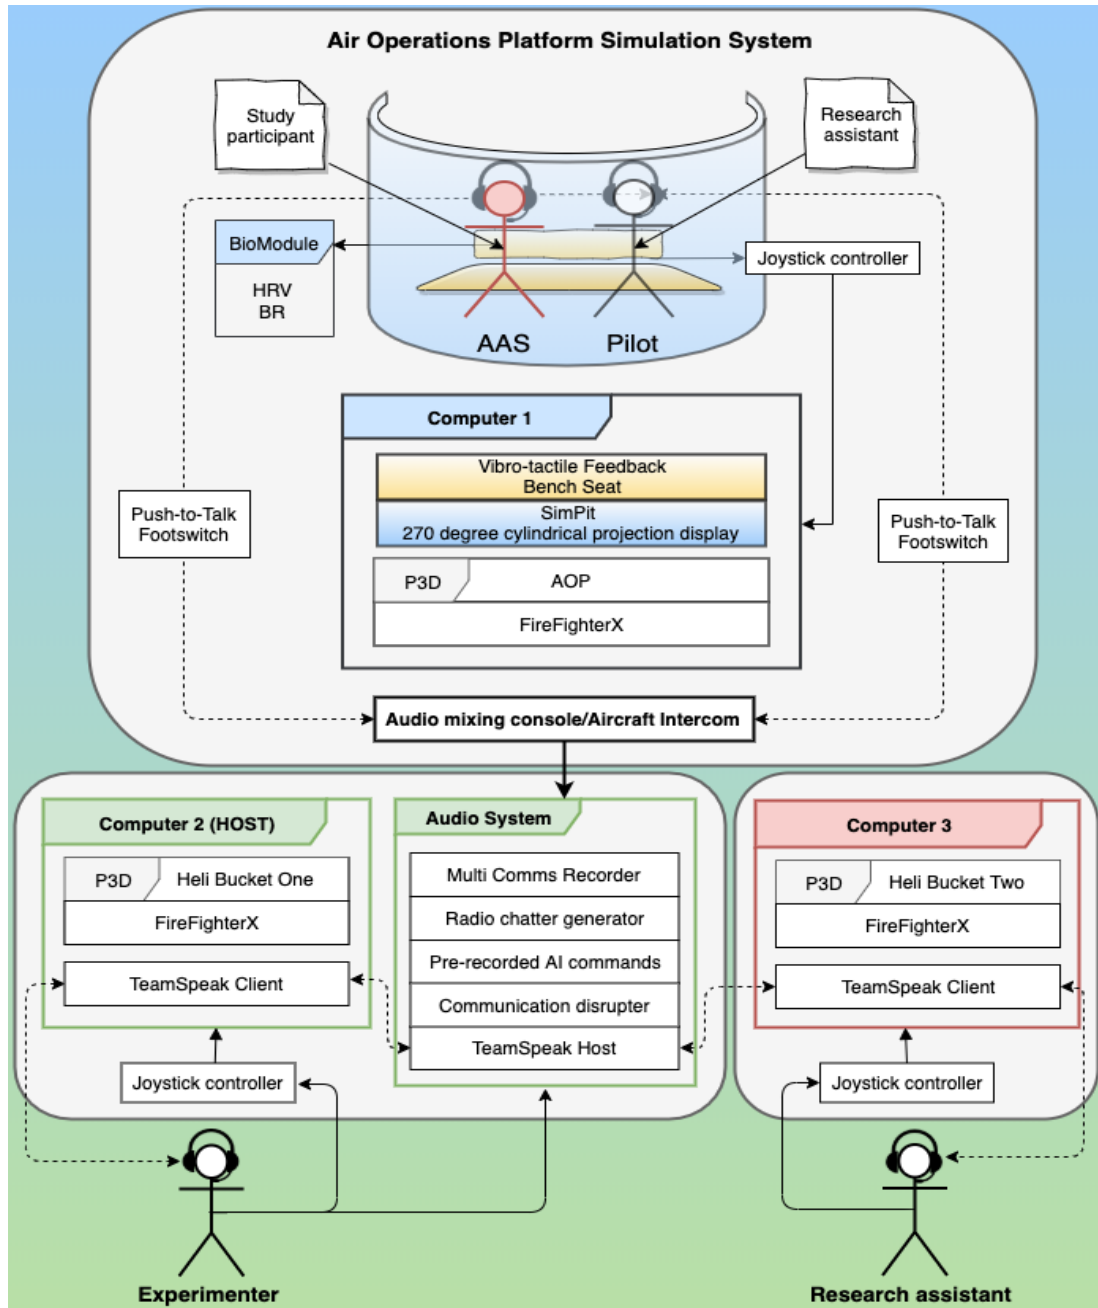 Air Operations Platform Simulation System
Study
participant
Research
assistant
BioModule
HRV
BR
Joystick controller
AAS
Pilot
Computer 1
Vibro-tactile Feedback
Bench Seat
SimPit
270 degree cylindrical projection display
P3D
AOP
FireFighterX
Push-to-Talk
Footswitch
Push-to-Talk
Footswitch
Audio mixing console/Aircraft Intercom
Computer 2 (HOST)
P3D
Heli Bucket One
FireFighterX
TeamSpeak Client
Joystick controller
Audio System
Multi Comms Recorder
Radio chatter generator
Pre-recorded AI commands
Communication disrupter
TeamSpeak Host
Computer 3
P3D
Heli Bucket Two
FireFighterX
TeamSpeak Client
Joystick controller
Experimenter
Research assistant